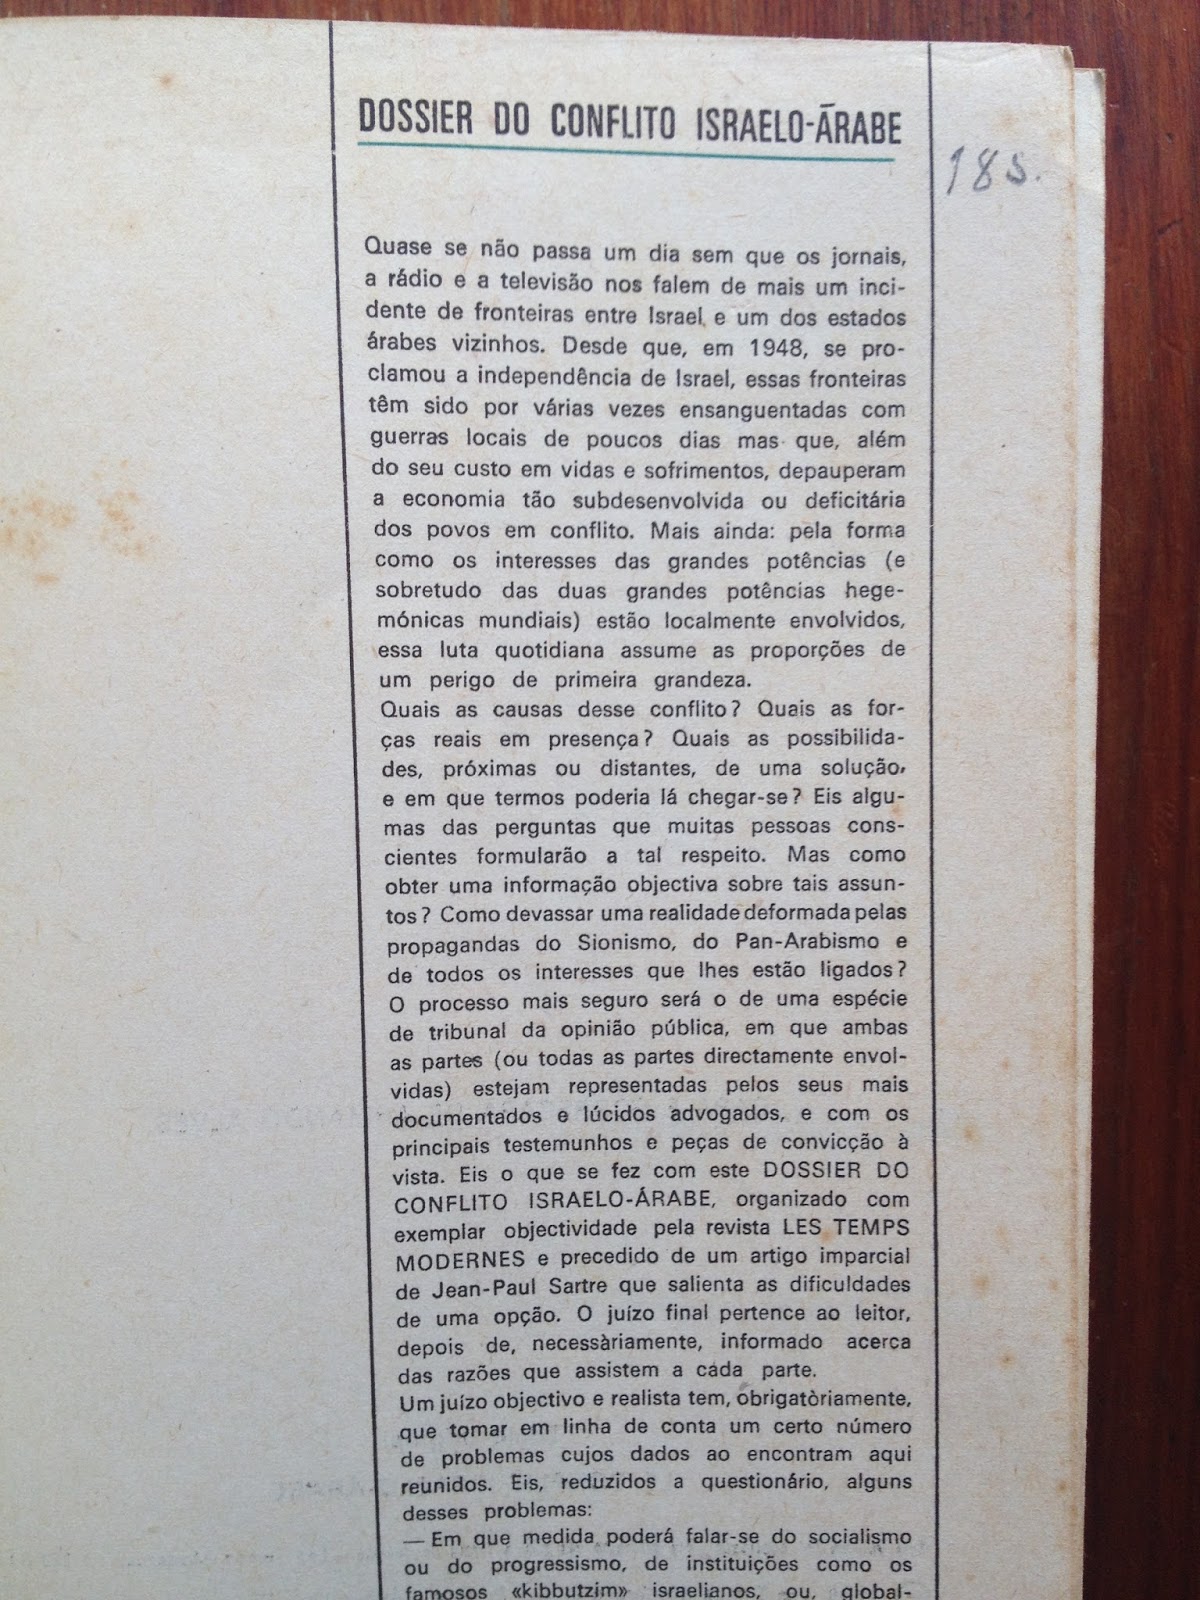 DOSSIER DO CONFLITO ISRAELO-ÁRABE
185.
Quase se não passa um dia sem que os jornais,
a rádio e a televisão nos falem de mais um inci-
dente de fronteiras entre Israel e um dos estados
árabes vizinhos. Desde que, em 1948, se pro-
clamou a independência de Israel, essas fronteiras
têm sido por várias vezes ensanguentadas com
guerras locais de poucos dias mas que, além
do seu custo em vidas e sofrimentos, depauperam
a economia tão subdesenvolvida ou deficitária
dos povos em conflito. Mais ainda: pela forma
como os interesses das grandes potências (e
sobretudo das duas grandes potências hege-
mónicas mundiais) estão localmente envolvidos,
essa luta quotidiana assume as proporções de
um perigo de primeira grandeza.
Quais as causas desse conflito? Quais as for-
ças reais em presença? Quais as possibilida-
des, próximas ou distantes, de uma solução,
e em que termos poderia lá chegar-se? Eis algu-
mas das perguntas que muitas pessoas cons-
cientes formularão a tal respeito. Mas como
obter uma informação objectiva sobre tais assun-
tos? Como devassar uma realidade deformada pelas
propagandas do Sionismo, do Pan-Arabismo e
de todos os interesses que lhes estão ligados?
O processo mais seguro será o de uma espécie
de tribunal da opinião pública, em que ambas
as partes (ou todas as partes directamente envol-
vidas) estejam representadas pelos seus mais
documentados e lúcidos advogados, e com os
principais testemunhos e peças de convicção à
vista. Eis o que se fez com este DOSSIER DO
CONFLITO ISRAELO-ÁRABE, organizado com
exemplar objectividade pela revista LES TEMPS
MODERNES e precedido de um artigo imparcial
de Jean-Paul Sartre que salienta as dificuldades
de uma opção. O juízo final pertence ao leitor,
depois de, necessàriamente, informado acerca
das razões que assistem a cada parte.
Um juízo objectivo e realista tem, obrigatòriamente,
que tomar em linha de conta um certo número
de problemas cujos dados ao encontram aqui
reunidos. Eis, reduzidos a questionário, alguns
desses problemas:
— Em que medida poderá falar-se do socialismo
ou do progressismo, de instituições como os
famosos «kibbutzim» israelianos, ou, global-